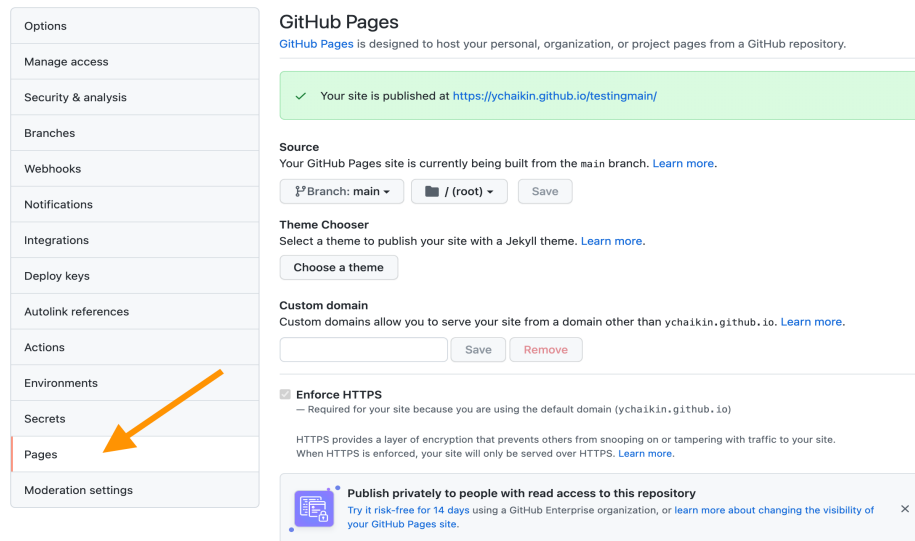 Options
Manage access
Security & analysis
Branches
Webhooks
Notifications
Integrations
Deploy keys
Autolink references
Actions
Environments
Secrets
Pages
Moderation settings
GitHub Pages
GitHub Pages is designed to host your personal, organization, or project pages from a GitHub repository.
Your site is published at https://ychaikin.github.io/testingmain/
Source
Your GitHub Pages site is currently being built from the main branch. Learn more.
Branch: main
/ (root)
Save
Theme Chooser
Select a theme to publish your site with a Jekyll theme. Learn more.
Choose a theme
Custom domain
Custom domains allow you to serve your site from a domain other than ychaikin.github.io. Learn more.
Save
Remove
Enforce HTTPS
— Required for your site because you are using the default domain (ychaikin.github.io)
HTTPS provides a layer of encryption that prevents others from snooping on or tampering with traffic to your site.
When HTTPS is enforced, your site will only be served over HTTPS. Learn more.
Publish privately to people with read access to this repository
Try it risk-free for 14 days using a GitHub Enterprise organization, or learn more about changing the visibility of
your GitHub Pages site.